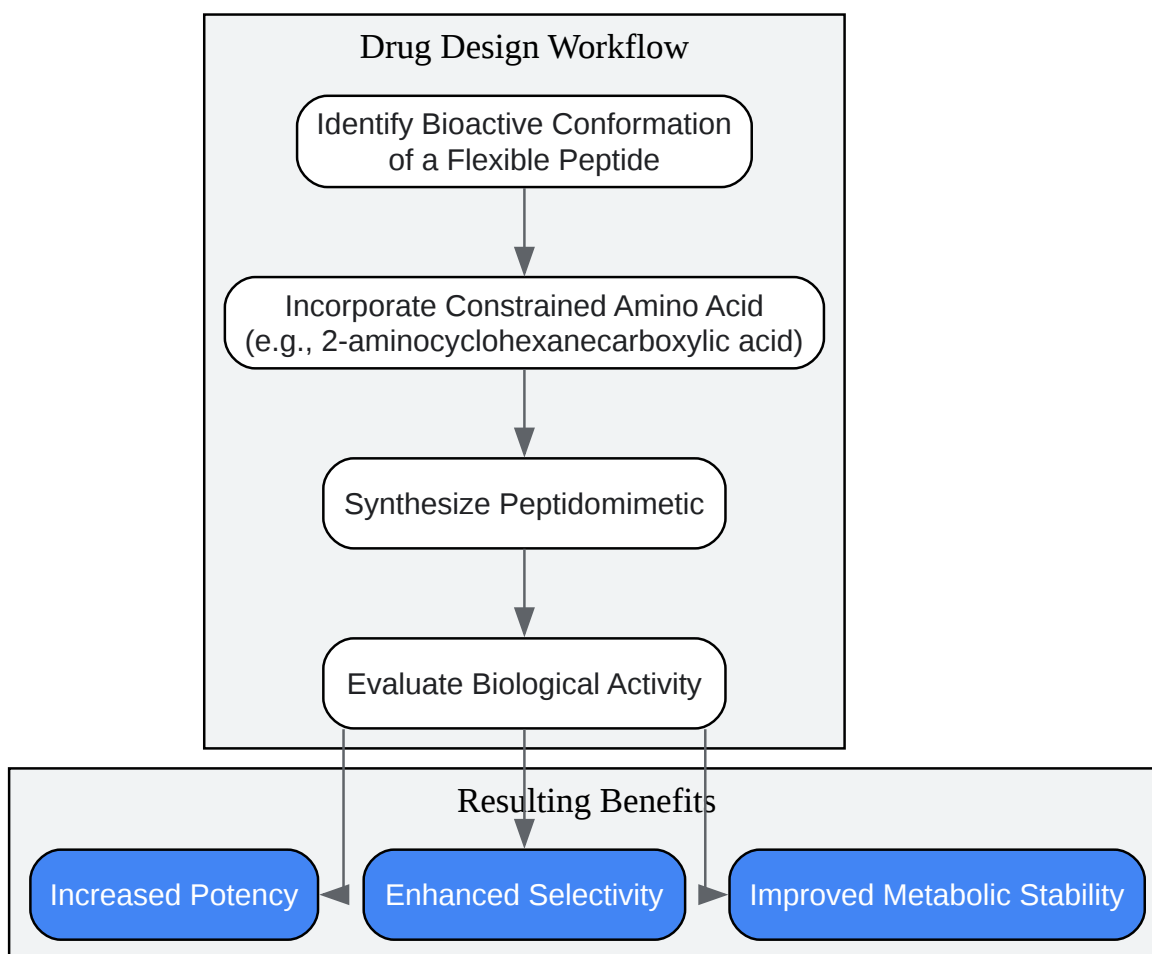 Drug Design Workflow
Identify Bioactive Conformation
of a Flexible Peptide
Incorporate Constrained Amino Acid
(e.g., 2-aminocyclohexanecarboxylic acid)
Synthesize Peptidomimetic
Evaluate Biological Activity
Resulting Benefits
Increased Potency
Enhanced Selectivity
Improved Metabolic Stability